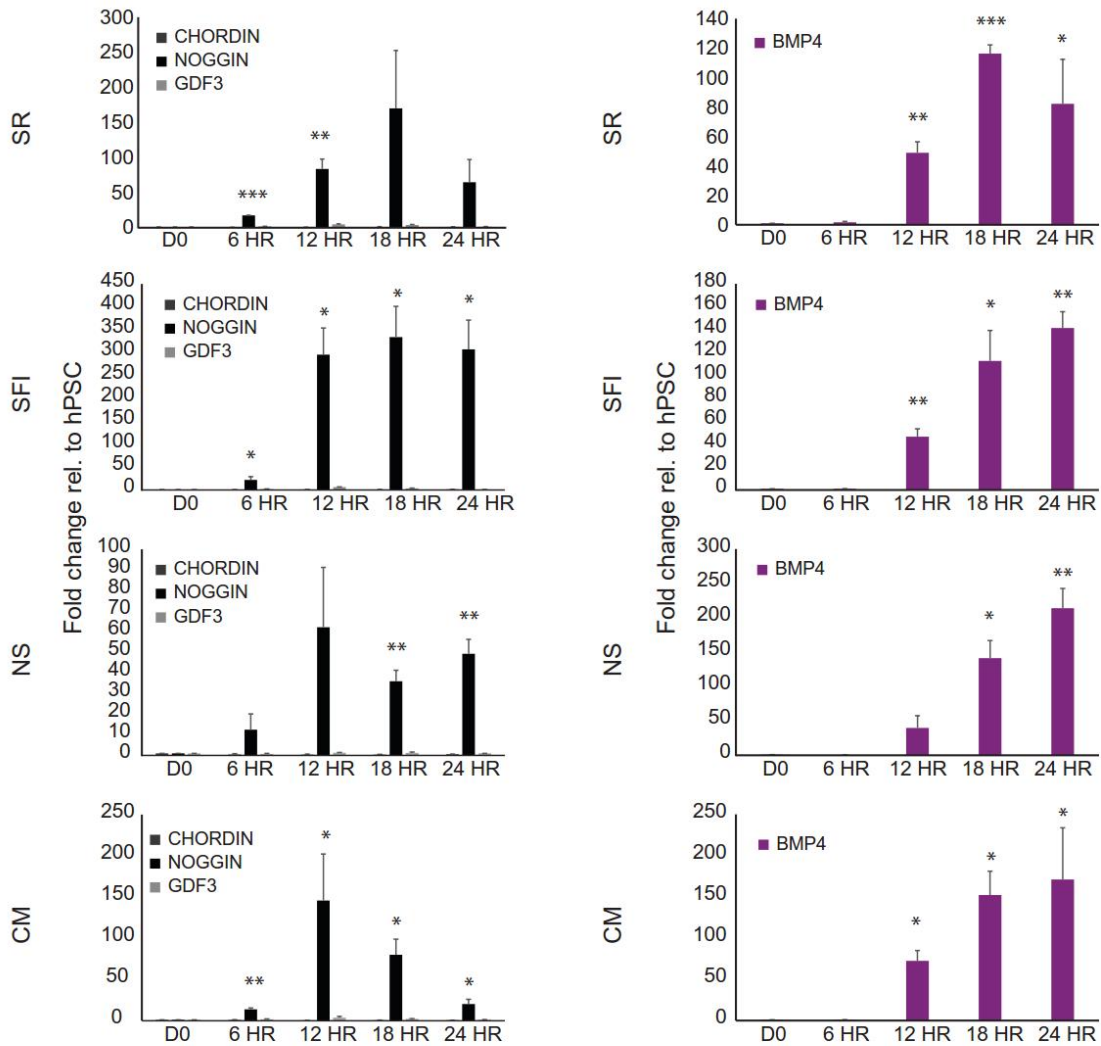 SR
300
250
200
150
100
50
0
CHORDIN
NOGGIN
GDF3
***
**
D0 6 HR 12 HR 18 HR 24 HR
SR
140
120
100
80
60
40
20
0
BMP4
**
***
*
D0 6 HR 12 HR 18 HR 24 HR
SFI
Fold change rel. to hPSC
450
400
350
300
250
200
150
100
50
0
CHORDIN
NOGGIN
GDF3
*
*
*
*
D0 6 HR 12 HR 18 HR 24 HR
SFI
Fold change rel. to hPSC
180
160
140
120
100
80
60
40
20
0
BMP4
**
*
**
D0 6 HR 12 HR 18 HR 24 HR
NS
100
90
80
70
60
50
40
30
20
10
0
CHORDIN
NOGGIN
GDF3
**
**
D0 6 HR 12 HR 18 HR 24 HR
NS
300
250
200
150
100
50
0
BMP4
*
**
D0 6 HR 12 HR 18 HR 24 HR
CM
250
200
150
100
50
0
CHORDIN
NOGGIN
GDF3
**
*
*
*
D0 6 HR 12 HR 18 HR 24 HR
CM
250
200
150
100
50
0
BMP4
*
*
*
D0 6 HR 12 HR 18 HR 24 HR